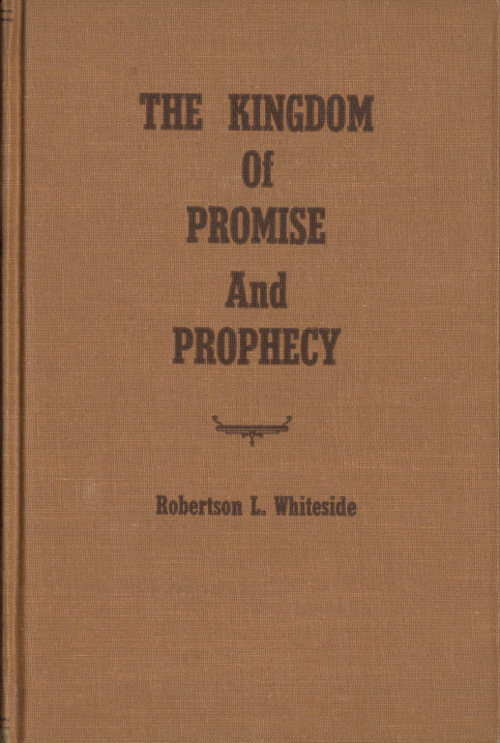 THE KINGDOM
Of
PROMISE
And
PROPHECY
Robertson L. Whiteside